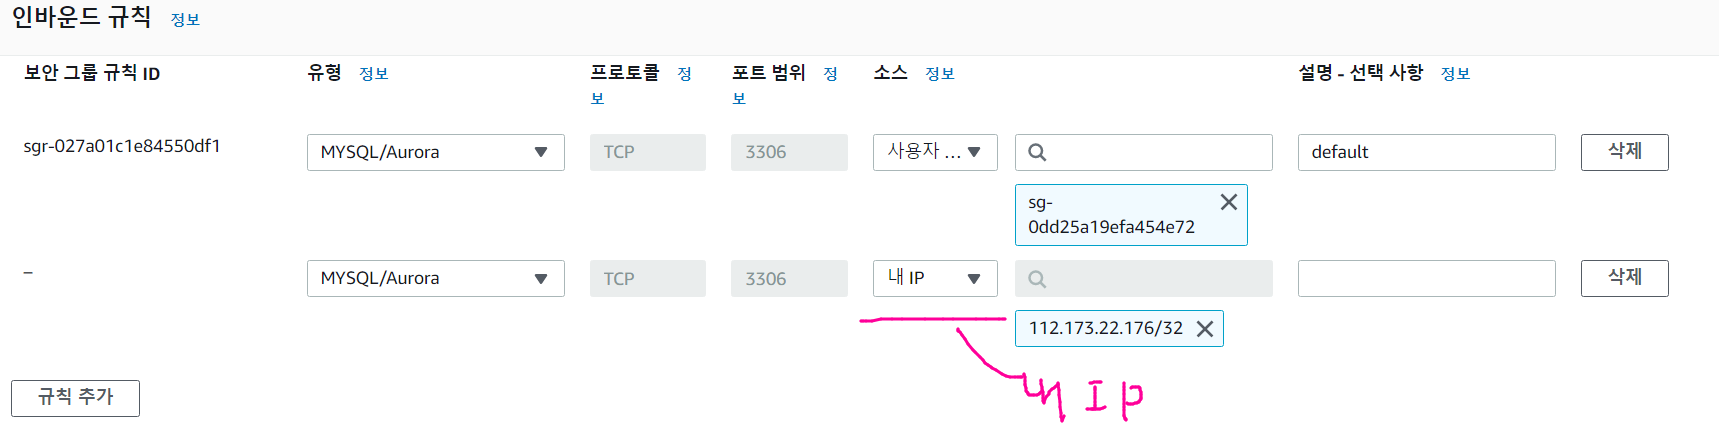 인바운드 규칙 정보
보안 그룹 규칙 ID 유형 정보 프로토콜 정보 포트 범위 정보 소스 정보 설명 - 선택 사항 정보
sgr-027a01c1e84550df1 MYSQL/Aurora TCP 3306 사용자 ... default 삭제
sg-
0dd25a19efa454e72
– MYSQL/Aurora TCP 3306 내 IP 삭제
112.173.22.176/32
내 IP
규칙 추가